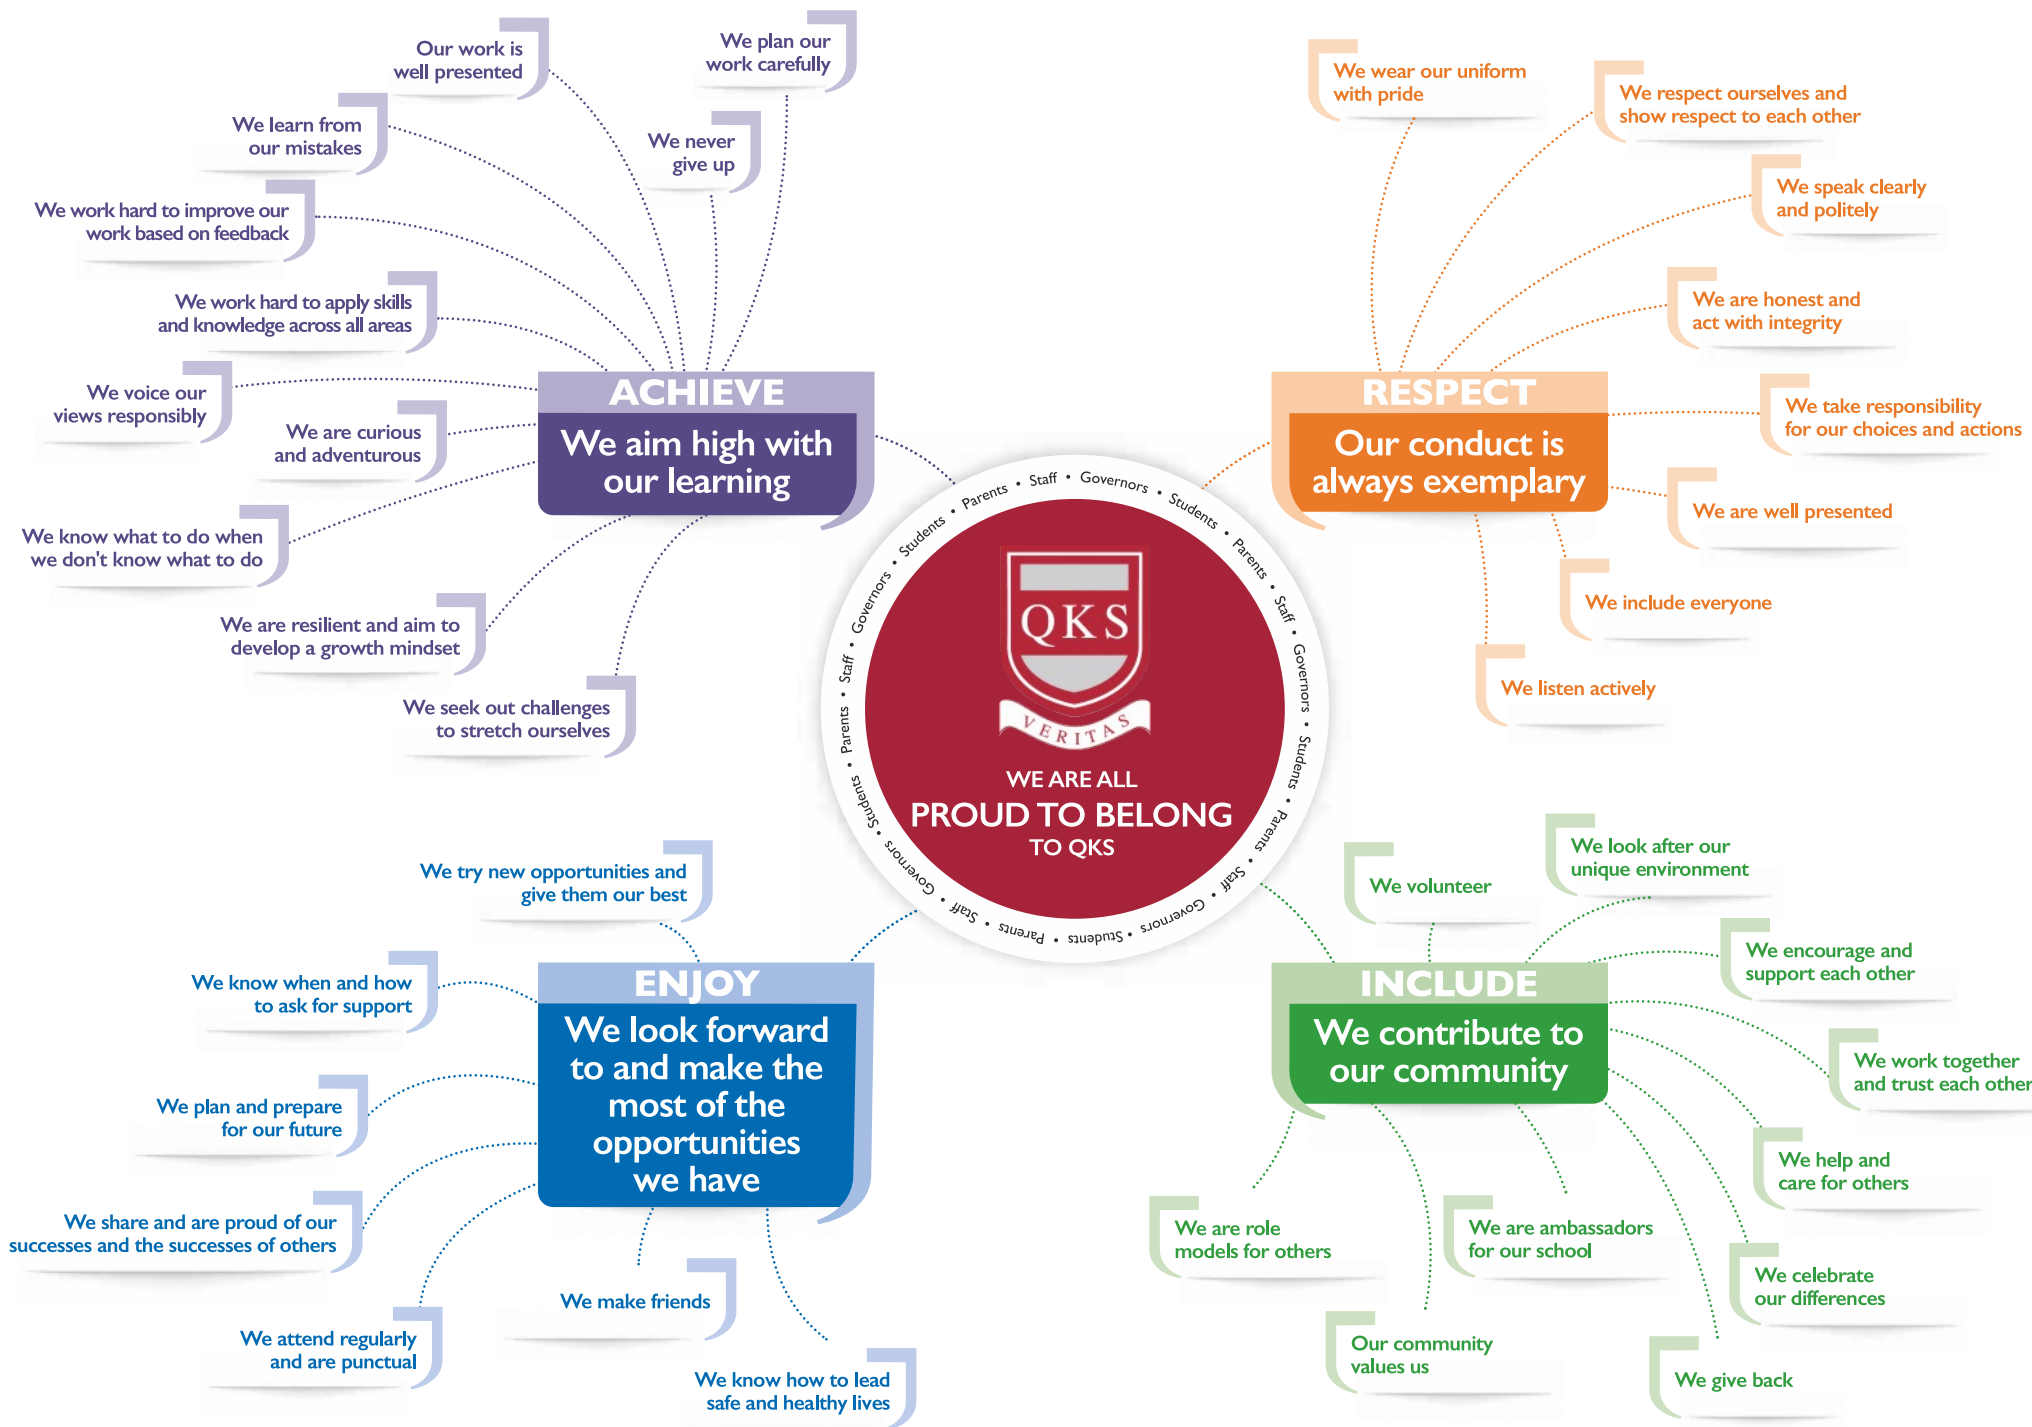 Our work is
well presented
We plan our
work carefully
We learn from
our mistakes
We never
give up
We work hard to improve our
work based on feedback
We work hard to apply skills
and knowledge across all areas
We voice our
views responsibly
We are curious
and adventurous
We know what to do when
we don't know what to do
We are resilient and aim to
develop a growth mindset
We seek out challenges
to stretch ourselves
ACHIEVE
We aim high with
our learning
We wear our uniform
with pride
We respect ourselves and
show respect to each other
We speak clearly
and politely
We are honest and
act with integrity
We take responsibility
for our choices and actions
We are well presented
We include everyone
We listen actively
RESPECT
Our conduct is
always exemplary
Governors • Students • Parents • Staff • Governors • Students • Parents • Staff • Governors • Students • Parents • Staff • Governors • Students • Parents • Staff • Governors • Students • Parents • Staff •
QKS
VERITAS
WE ARE ALL
PROUD TO BELONG
TO QKS
We try new opportunities and
give them our best
We know when and how
to ask for support
We plan and prepare
for our future
We share and are proud of our
successes and the successes of others
We attend regularly
and are punctual
We make friends
We know how to lead
safe and healthy lives
ENJOY
We look forward
to and make the
most of the
opportunities
we have
We volunteer
We look after our
unique environment
We encourage and
support each other
We work together
and trust each other
We help and
care for others
We celebrate
our differences
We give back
We are ambassadors
for our school
Our community
values us
We are role
models for others
INCLUDE
We contribute to
our community